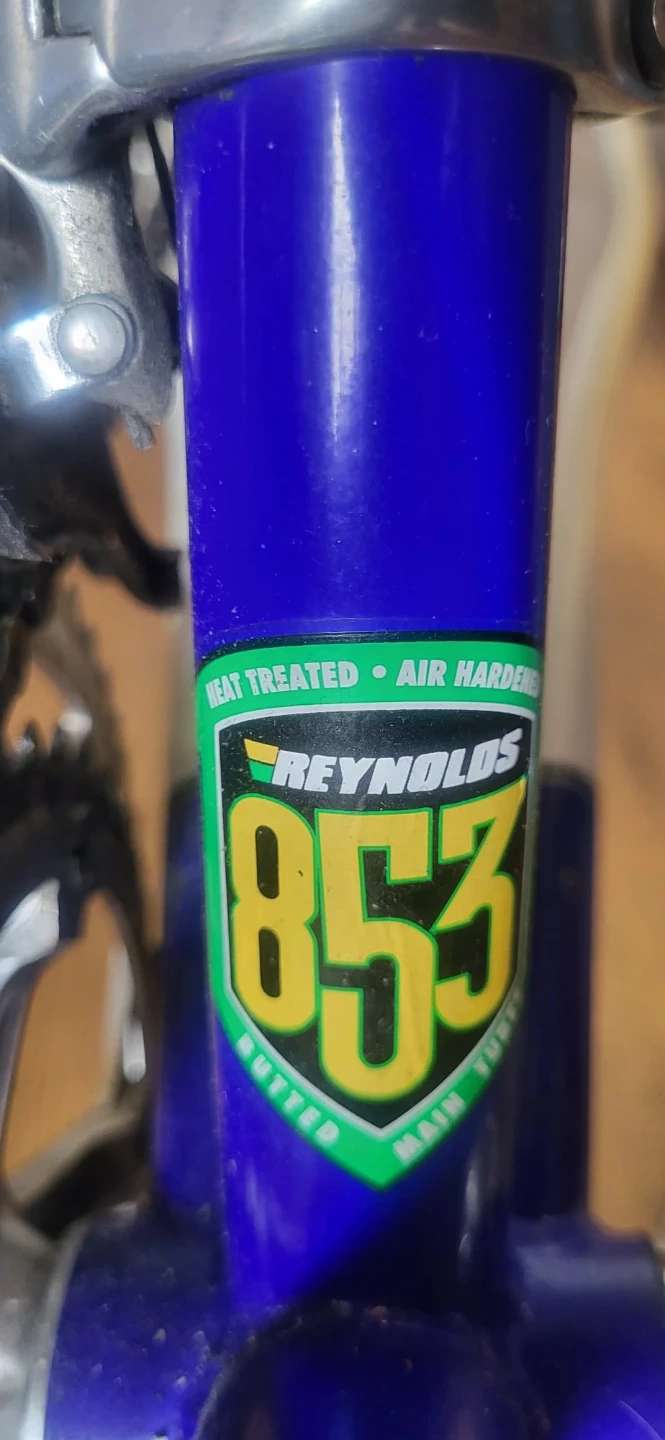 HEAT TREATED • AIR HARDENED
REYNOLDS
853
BUTTED MAIN TUBES